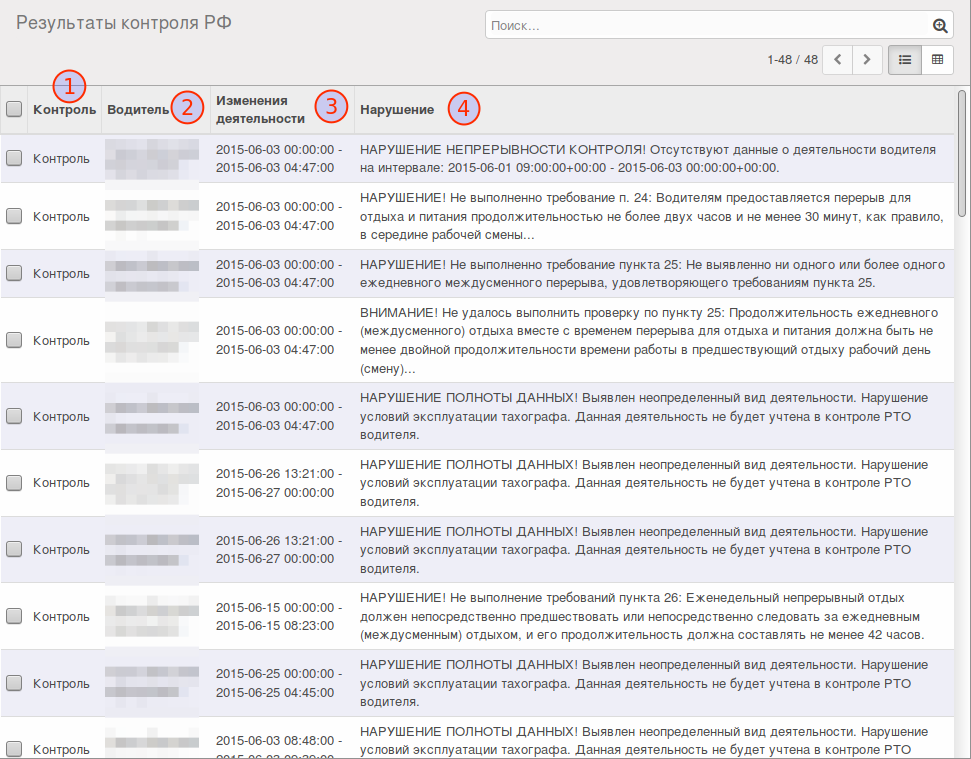 Результаты контроля РФ
Поиск...
1-48 / 48
1
2
3
4
Контроль
Водитель
Изменения
деятельности
Нарушение
Контроль
2015-06-03 00:00:00 -
2015-06-03 04:47:00
НАРУШЕНИЕ НЕПРЕРЫВНОСТИ КОНТРОЛЯ! Отсутствуют данные о деятельности водителя
на интервале: 2015-06-01 09:00:00+00:00 - 2015-06-03 00:00:00+00:00.
Контроль
2015-06-03 00:00:00 -
2015-06-03 04:47:00
НАРУШЕНИЕ! Не выполненно требование п. 24: Водителям предоставляется перерыв для
отдыха и питания продолжительностью не более двух часов и не менее 30 минут, как правило,
в середине рабочей смены...
Контроль
2015-06-03 00:00:00 -
2015-06-03 04:47:00
НАРУШЕНИЕ! Не выполненно требование пункта 25: Не выявленно ни одного или более одного
ежедневного междусменного перерыва, удовлетворяющего требованиям пункта 25.
Контроль
2015-06-03 00:00:00 -
2015-06-03 04:47:00
ВНИМАНИЕ! Не удалось выполнить проверку по пункту 25: Продолжительность ежедневного
(междусменного) отдыха вместе с временем перерыва для отдыха и питания должна быть не
менее двойной продолжительности времени работы в предшествующий отдыху рабочий день
(смену)...
Контроль
2015-06-03 00:00:00 -
2015-06-03 04:47:00
НАРУШЕНИЕ ПОЛНОТЫ ДАННЫХ! Выявлен неопределенный вид деятельности. Нарушение
условий эксплуатации тахографа. Данная деятельность не будет учтена в контроле РТО
водителя.
Контроль
2015-06-26 13:21:00 -
2015-06-27 00:00:00
НАРУШЕНИЕ ПОЛНОТЫ ДАННЫХ! Выявлен неопределенный вид деятельности. Нарушение
условий эксплуатации тахографа. Данная деятельность не будет учтена в контроле РТО
водителя.
Контроль
2015-06-26 13:21:00 -
2015-06-27 00:00:00
НАРУШЕНИЕ ПОЛНОТЫ ДАННЫХ! Выявлен неопределенный вид деятельности. Нарушение
условий эксплуатации тахографа. Данная деятельность не будет учтена в контроле РТО
водителя.
Контроль
2015-06-15 00:00:00 -
2015-06-15 08:23:00
НАРУШЕНИЕ! Не выполнение требований пункта 26: Еженедельный непрерывный отдых
должен непосредственно предшествовать или непосредственно следовать за ежедневным
(междусменным) отдыхом, и его продолжительность должна составлять не менее 42 часов.
Контроль
2015-06-25 00:00:00 -
2015-06-25 04:45:00
НАРУШЕНИЕ ПОЛНОТЫ ДАННЫХ! Выявлен неопределенный вид деятельности. Нарушение
условий эксплуатации тахографа. Данная деятельность не будет учтена в контроле РТО
водителя.
Контроль
2015-06-03 08:48:00 -
НАРУШЕНИЕ ПОЛНОТЫ ДАННЫХ! Выявлен неопределенный вид деятельности. Нарушение
условий эксплуатации тахографа. Данная деятельность не будет учтена в контроле РТО